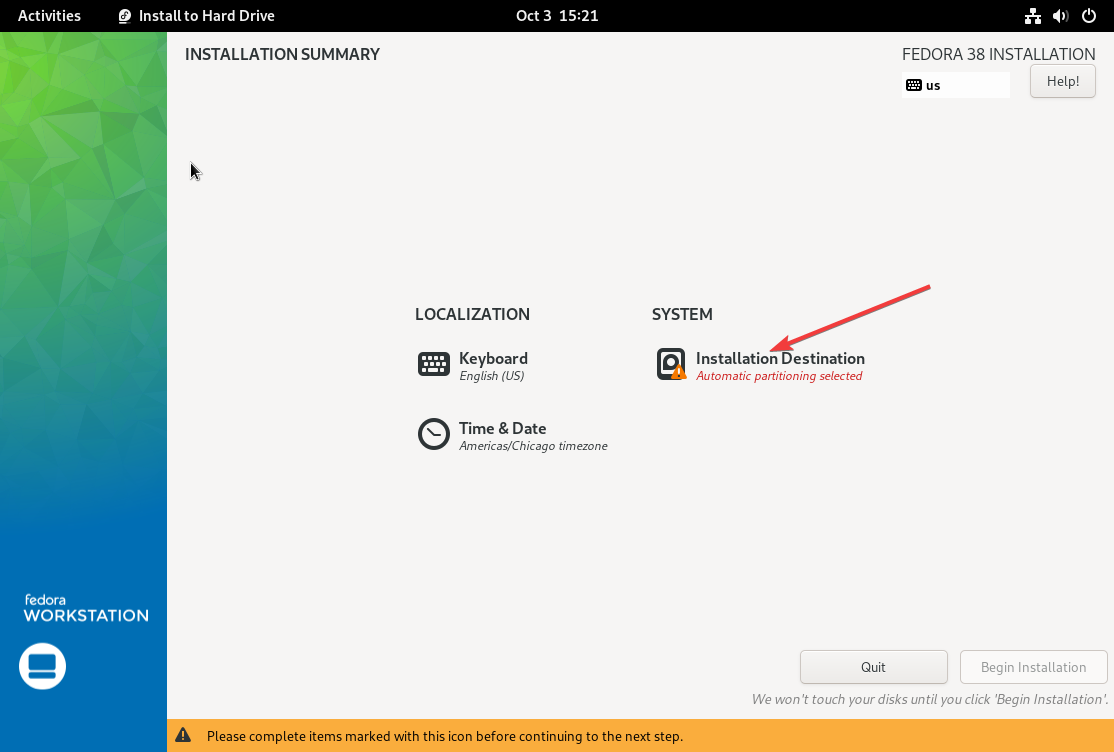 Activities
Install to Hard Drive
Oct 3 15:21
INSTALLATION SUMMARY
FEDORA 38 INSTALLATION
us
Help!
LOCALIZATION
Keyboard
English (US)
Time & Date
Americas/Chicago timezone
SYSTEM
Installation Destination
Automatic partitioning selected
fedora
WORKSTATION
Quit
Begin Installation
We won't touch your disks until you click 'Begin Installation'.
Please complete items marked with this icon before continuing to the next step.